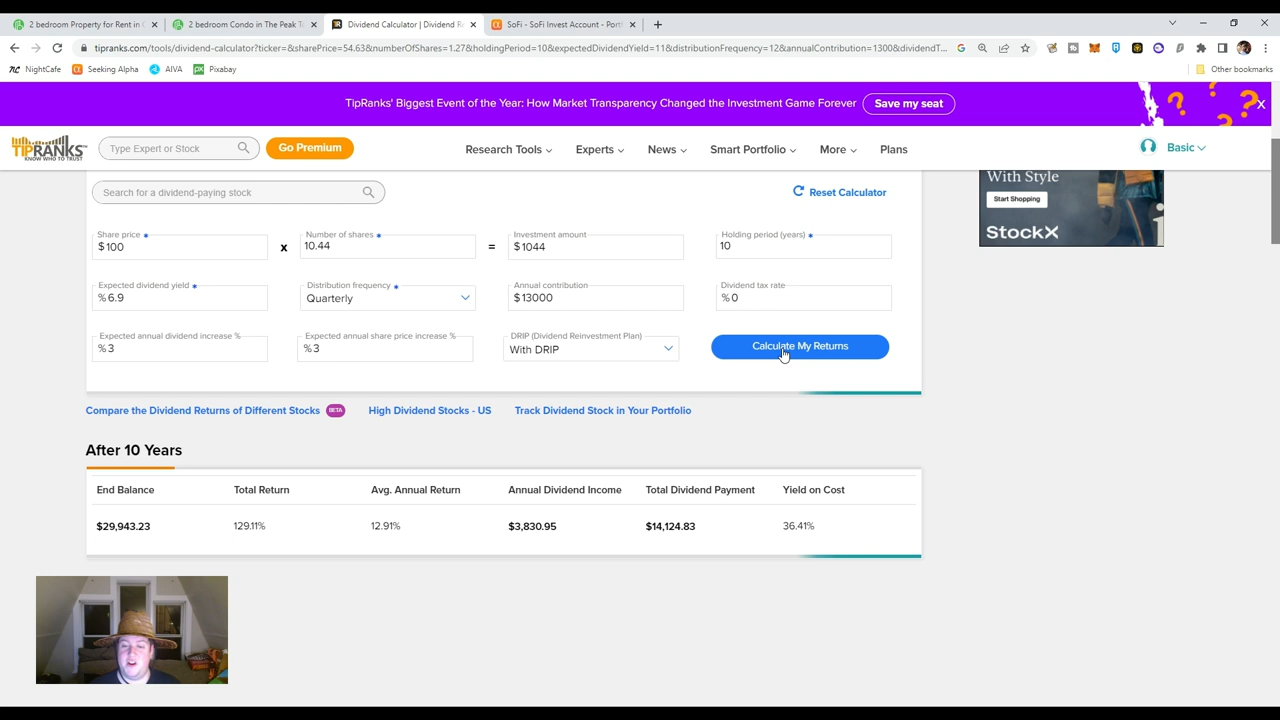 2 bedroom Property for Rent in C
2 bedroom Condo in The Peak T
Dividend Calculator | Dividend R
SoFi - SoFi Invest Account - Port
tipranks.com/tools/dividend-calculator?ticker=&sharePrice=54.63&numberOfShares=1.27&holdingPeriod=10&expectedDividendYield=11&distributionFrequency=12&annualContribution=1300&dividendT...
NightCafe
Seeking Alpha
AIVA
Pixabay
Other bookmarks
TipRanks' Biggest Event of the Year: How Market Transparency Changed the Investment Game Forever
Save my seat
X
TIPRANKS
KNOW WHO TO TRUST
Type Expert or Stock
Go Premium
Research Tools
Experts
News
Smart Portfolio
More
Plans
Basic
Search for a dividend-paying stock
Reset Calculator
With Style
Start Shopping
StockX
Share price *
$100
x
Number of shares *
10.44
=
Investment amount
$1044
Holding period (years) *
10
Expected dividend yield *
%6.9
Distribution frequency *
Quarterly
Annual contribution
$13000
Dividend tax rate
%0
Expected annual dividend increase %
%3
Expected annual share price increase %
%3
DRIP (Dividend Reinvestment Plan)
With DRIP
Calculate My Returns
Compare the Dividend Returns of Different Stocks BETA
High Dividend Stocks - US
Track Dividend Stock in Your Portfolio
After 10 Years
End Balance Total Return Avg. Annual Return Annual Dividend Income Total Dividend Payment Yield on Cost
$29,943.23 129.11% 12.91% $3,830.95 $14,124.83 36.41%